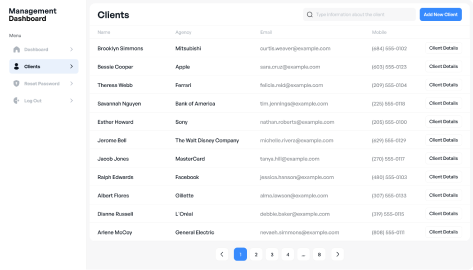 Management
Dashboard
Menu
Dashboard
Clients
Reset Password
Log Out
Clients
Type information about the client
Add New Client
Name Agency Email Mobile
Brooklyn Simmons Mitsubishi curtis.weaver@example.com (684) 555-0102 Client Details
Bessie Cooper Apple sara.cruz@example.com (603) 555-0123 Client Details
Theresa Webb Ferrari felicia.reid@example.com (209) 555-0104 Client Details
Savannah Nguyen Bank of America tim.jennings@example.com (225) 555-0118 Client Details
Esther Howard Sony nathan.roberts@example.com (205) 555-0100 Client Details
Jerome Bell The Walt Disney Company michelle.rivera@example.com (629) 555-0129 Client Details
Jacob Jones MasterCard tanya.hill@example.com (270) 555-0117 Client Details
Ralph Edwards Facebook jessica.hanson@example.com (480) 555-0103 Client Details
Albert Flores Gillette alma.lawson@example.com (307) 555-0133 Client Details
Dianne Russell L'Oréal debbie.baker@example.com (319) 555-0115 Client Details
Arlene McCoy General Electric nevaeh.simmons@example.com (808) 555-0111 Client Details
1 2 3 4 ...